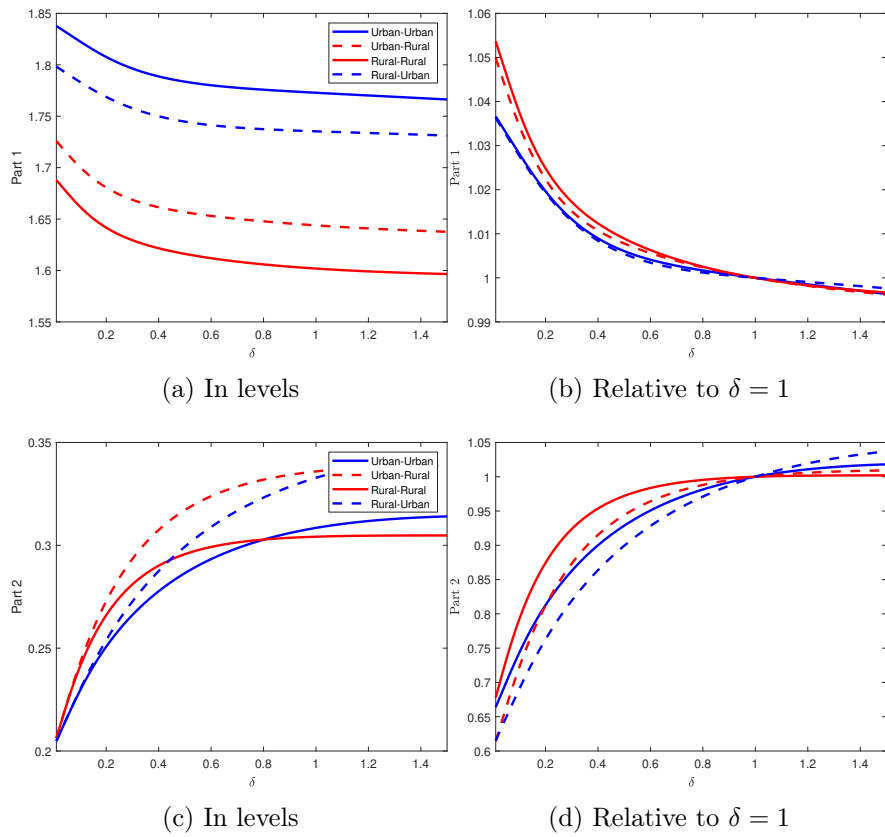 1.85
1.8
1.75
1.7
1.65
1.6
1.55
Part 1
Urban-Urban
Urban-Rural
Rural-Rural
Rural-Urban
0.2 0.4 0.6 0.8 1 1.2 1.4
δ
(a) In levels
1.06
1.05
1.04
1.03
1.02
1.01
1
0.99
Part 1
0.2 0.4 0.6 0.8 1 1.2 1.4
δ
(b) Relative to δ = 1
0.35
0.3
0.25
0.2
Part 2
Urban-Urban
Urban-Rural
Rural-Rural
Rural-Urban
0.2 0.4 0.6 0.8 1 1.2 1.4
δ
(c) In levels
1.05
1
0.95
0.9
0.85
0.8
0.75
0.7
0.65
0.6
Part 2
0.2 0.4 0.6 0.8 1 1.2 1.4
δ
(d) Relative to δ = 1